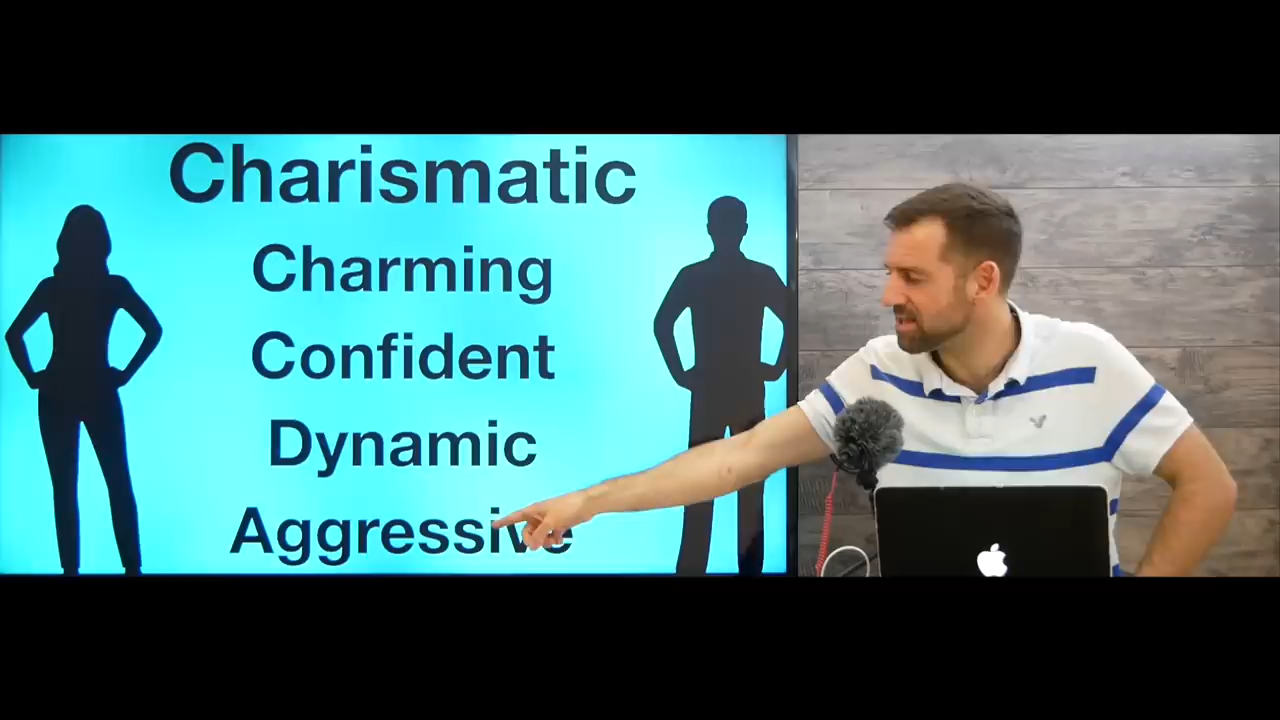 Charismatic
Charming
Confident
Dynamic
Aggressive